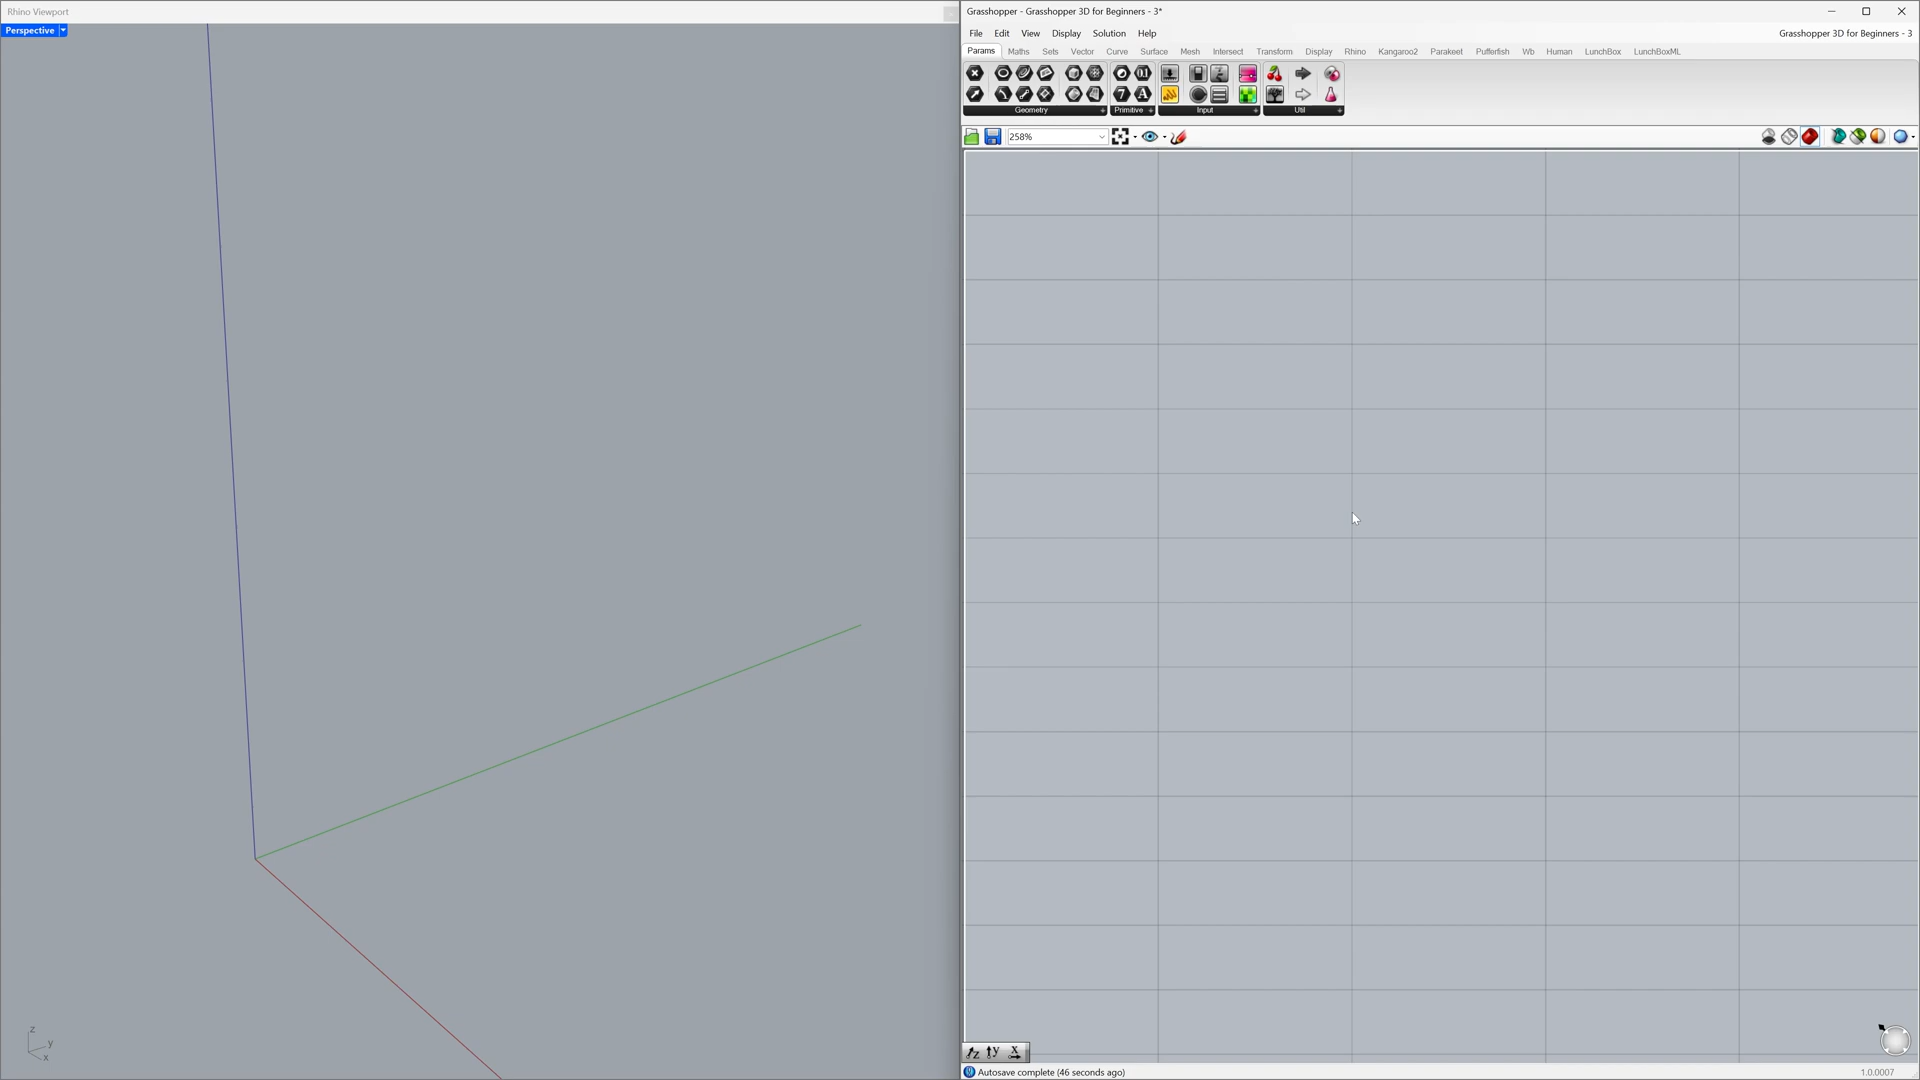 Rhino Viewport
Perspective
Grasshopper - Grasshopper 3D for Beginners - 3*
File Edit View Display Solution Help
Grasshopper 3D for Beginners - 3
Params Maths Sets Vector Curve Surface Mesh Intersect Transform Display Rhino Kangaroo2 Parakeet Pufferfish Wb Human LunchBox LunchBoxML
Geometry Primitive Input Util
258%
z
y
x
z y x
Autosave complete (46 seconds ago)
1.0.0007